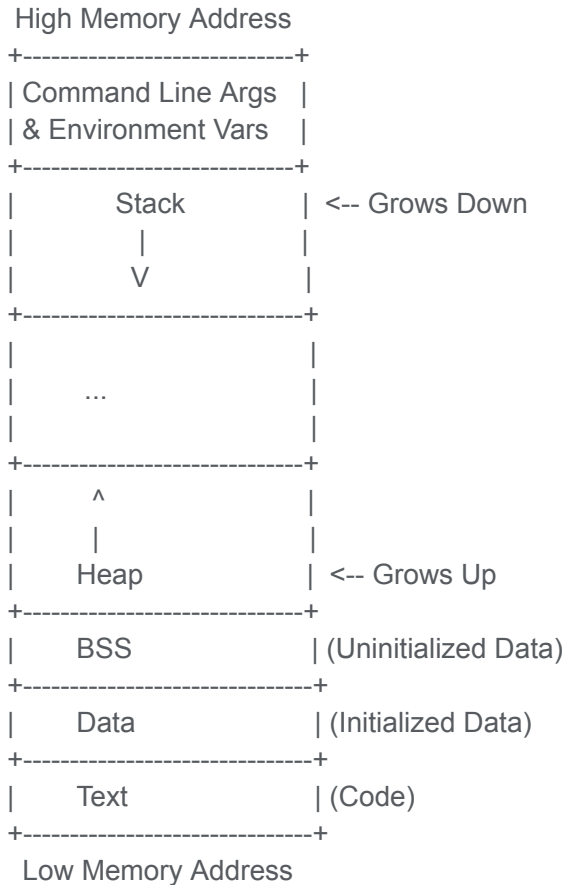 High Memory Address
+-----------------------------+
| Command Line Args |
| & Environment Vars |
+-----------------------------+
| Stack | <-- Grows Down
| | |
| V |
+------------------------------+
| |
| ... |
| |
+------------------------------+
| ^ |
| | |
| Heap | <-- Grows Up
+------------------------------+
| BSS | (Uninitialized Data)
+-------------------------------+
| Data | (Initialized Data)
+-------------------------------+
| Text | (Code)
+-------------------------------+
Low Memory Address